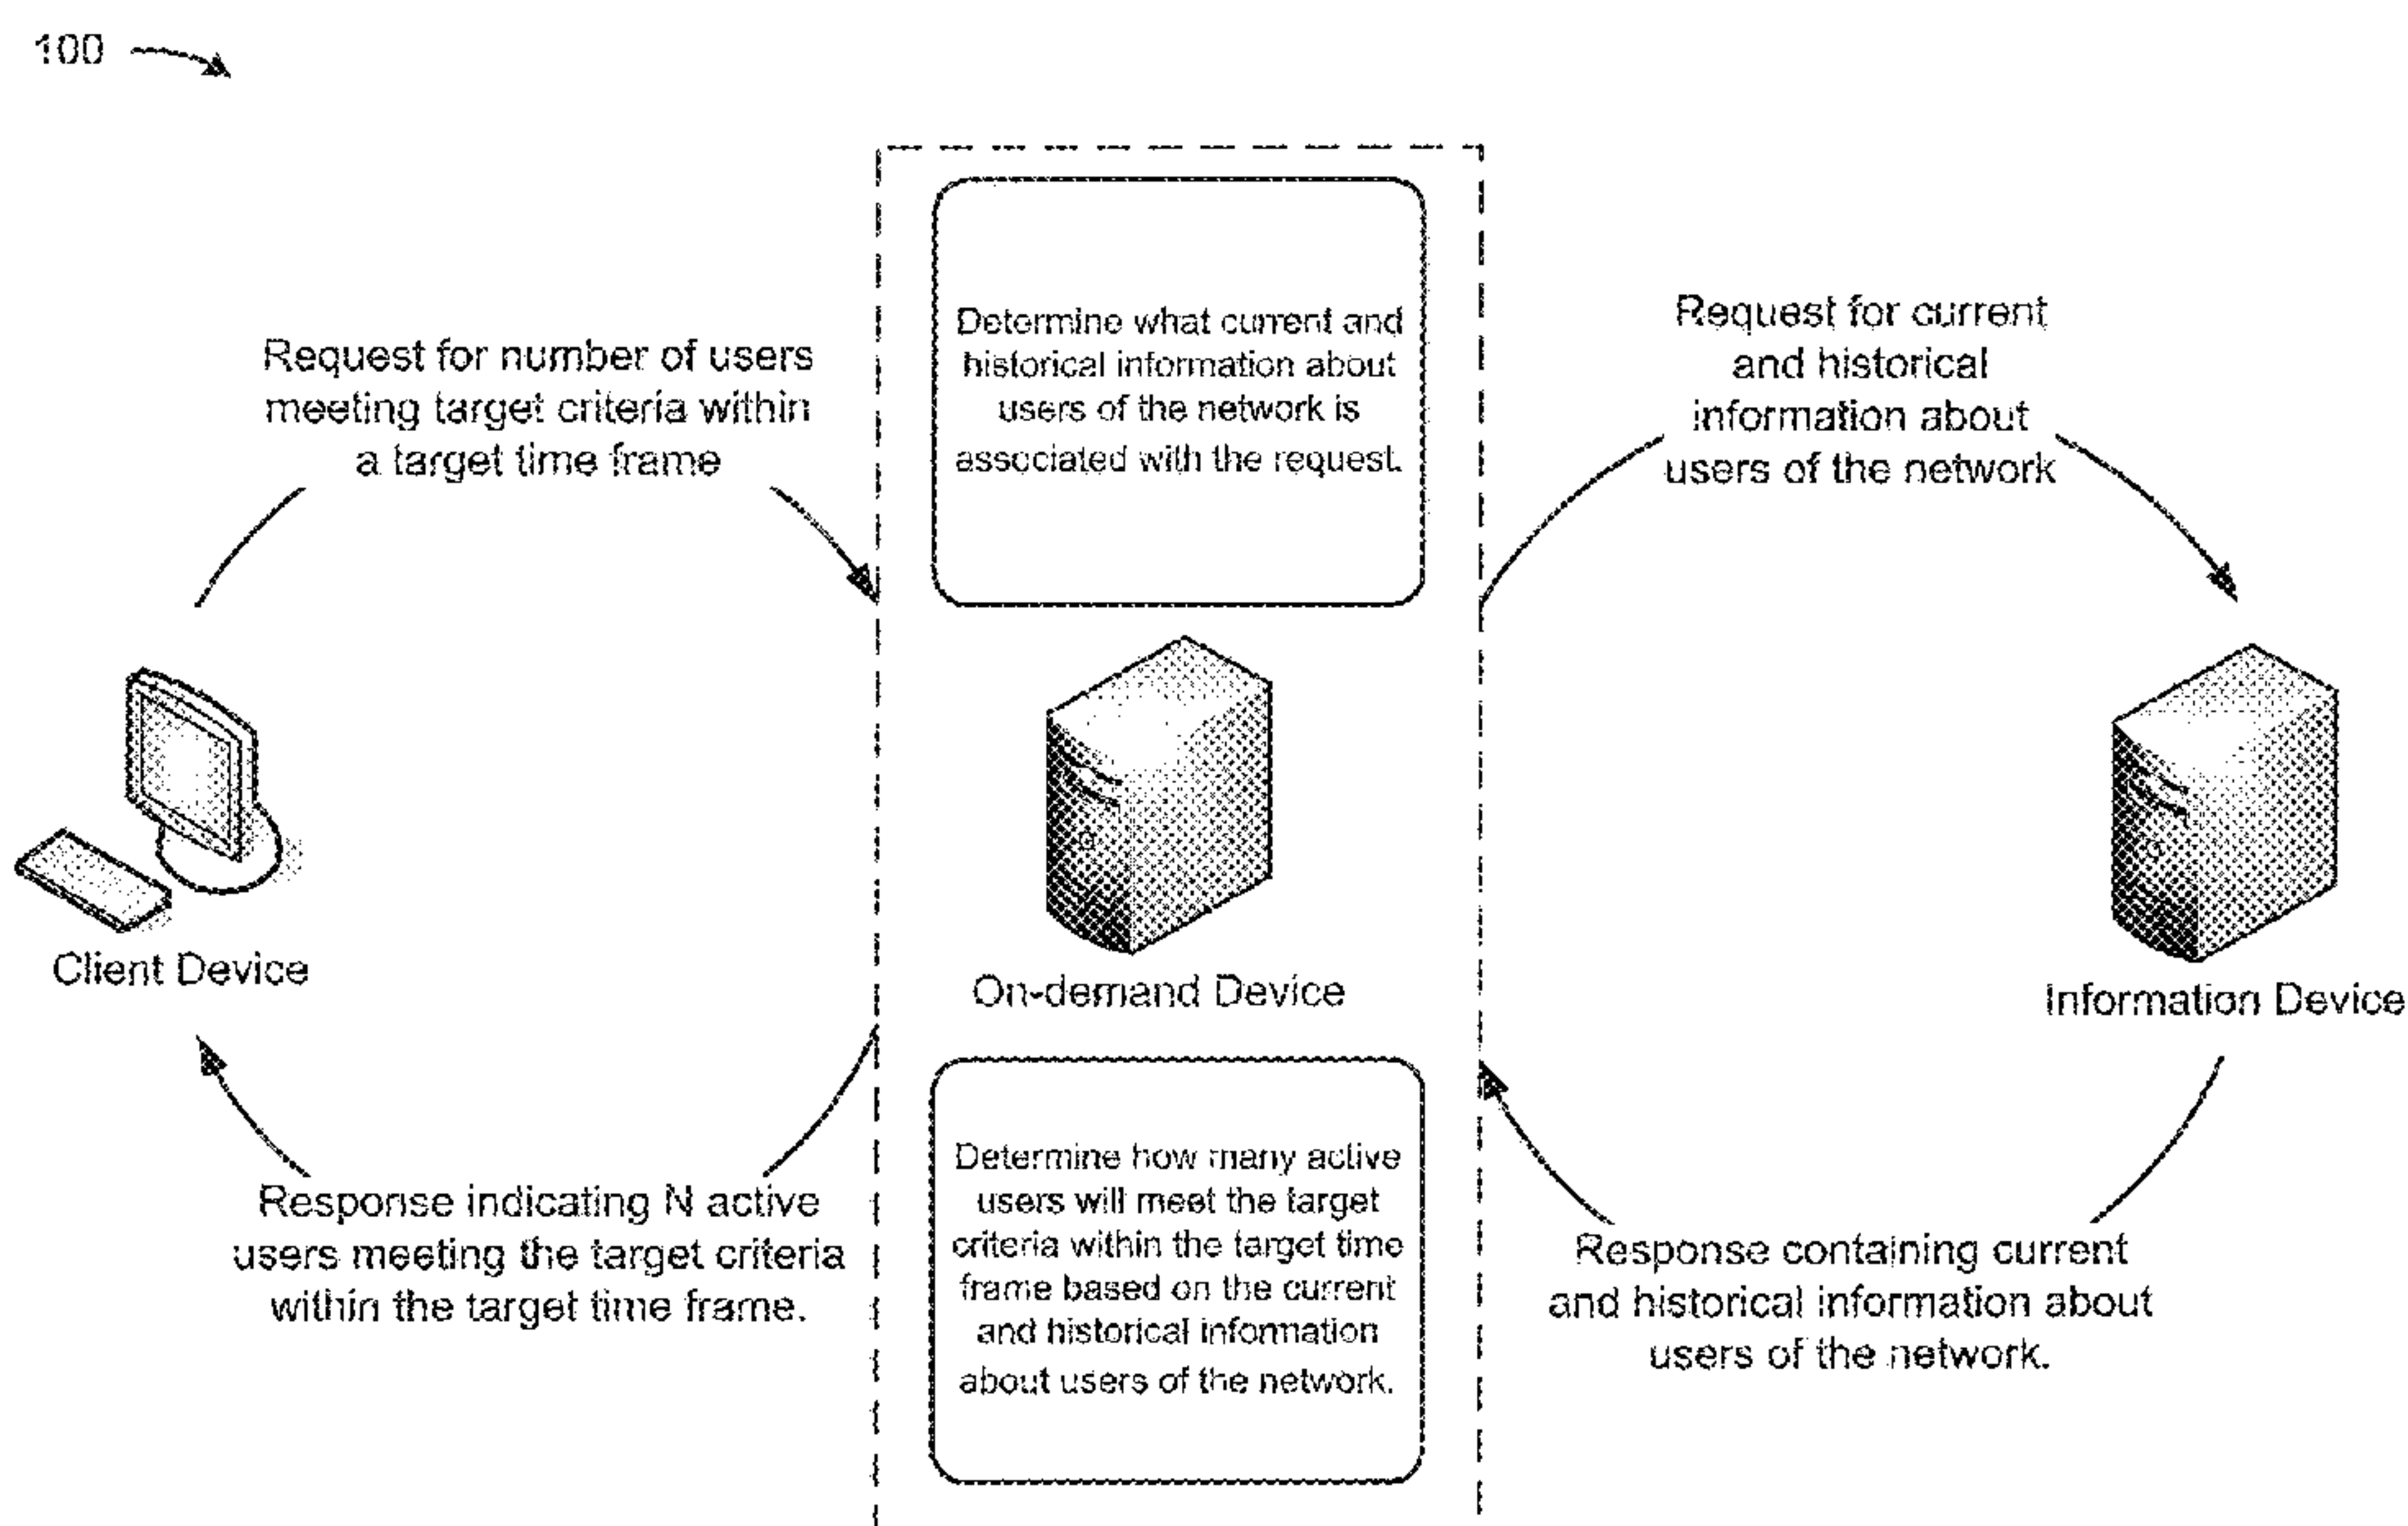 100
Request for number of users
meeting target criteria within
a target time frame
Determine what current and
historical information about
users of the network is
associated with the request.
Request for current
and historical
information about
users of the network
Client Device
On-demand Device
Information Device
Response indicating N active
users meeting the target criteria
within the target time frame.
Determine how many active
users will meet the target
criteria within the target time
frame based on the current
and historical information
about users of the network.
Response containing current
and historical information about
users of the network.